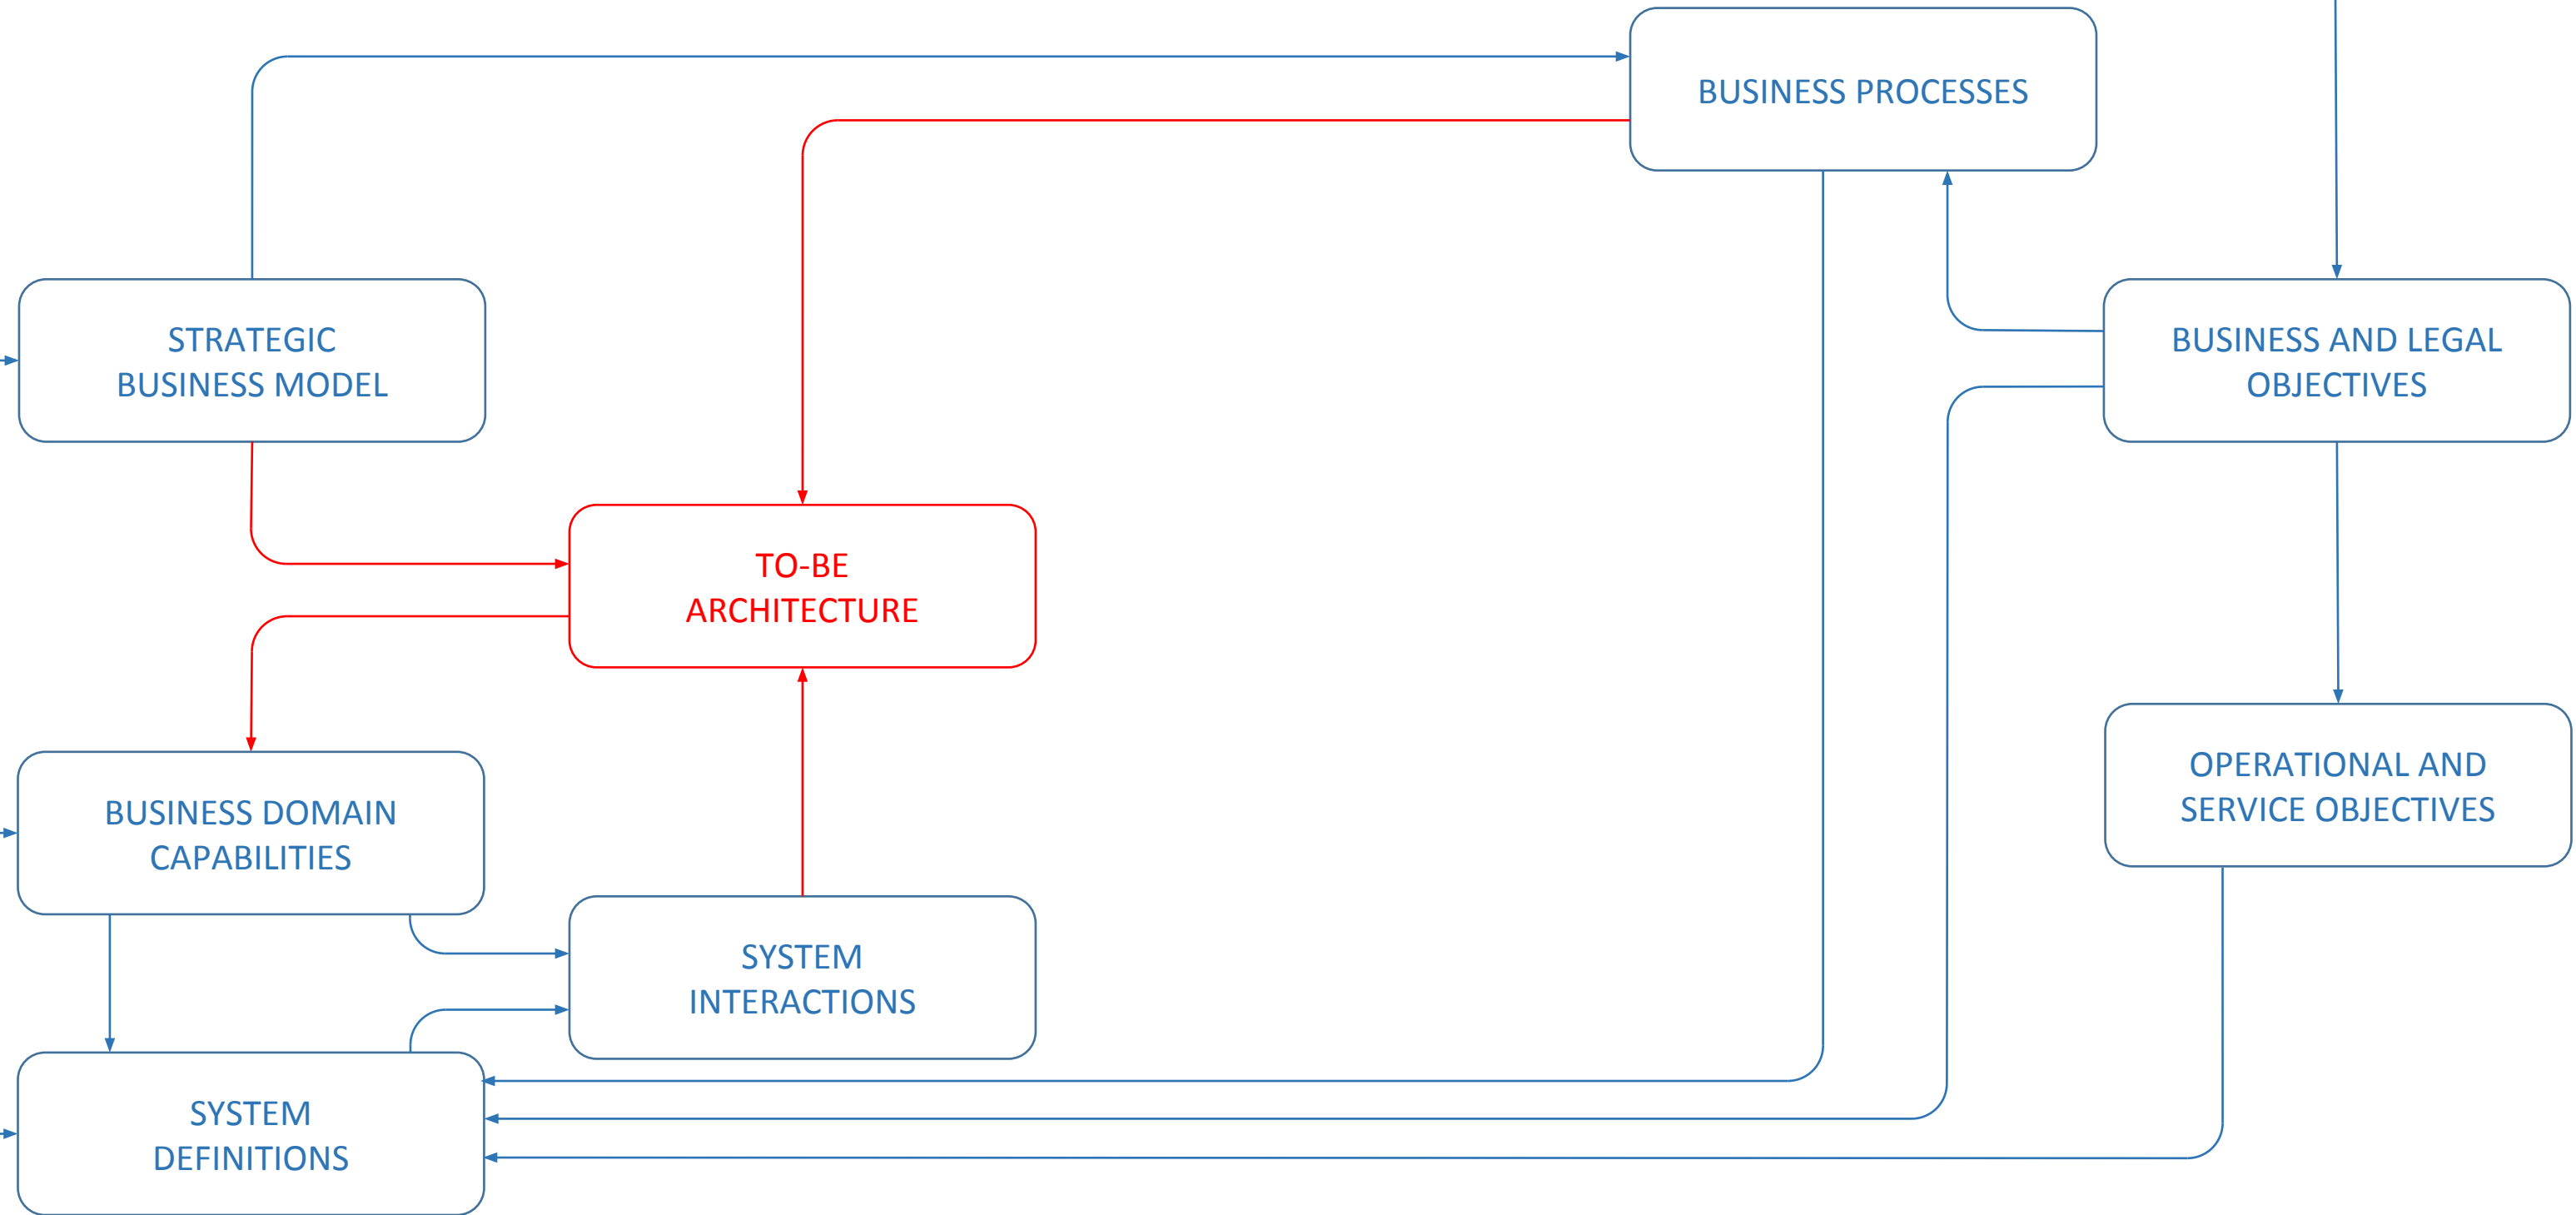 BUSINESS PROCESSES
STRATEGIC
BUSINESS MODEL
BUSINESS AND LEGAL
OBJECTIVES
TO-BE
ARCHITECTURE
BUSINESS DOMAIN
CAPABILITIES
OPERATIONAL AND
SERVICE OBJECTIVES
SYSTEM
INTERACTIONS
SYSTEM
DEFINITIONS